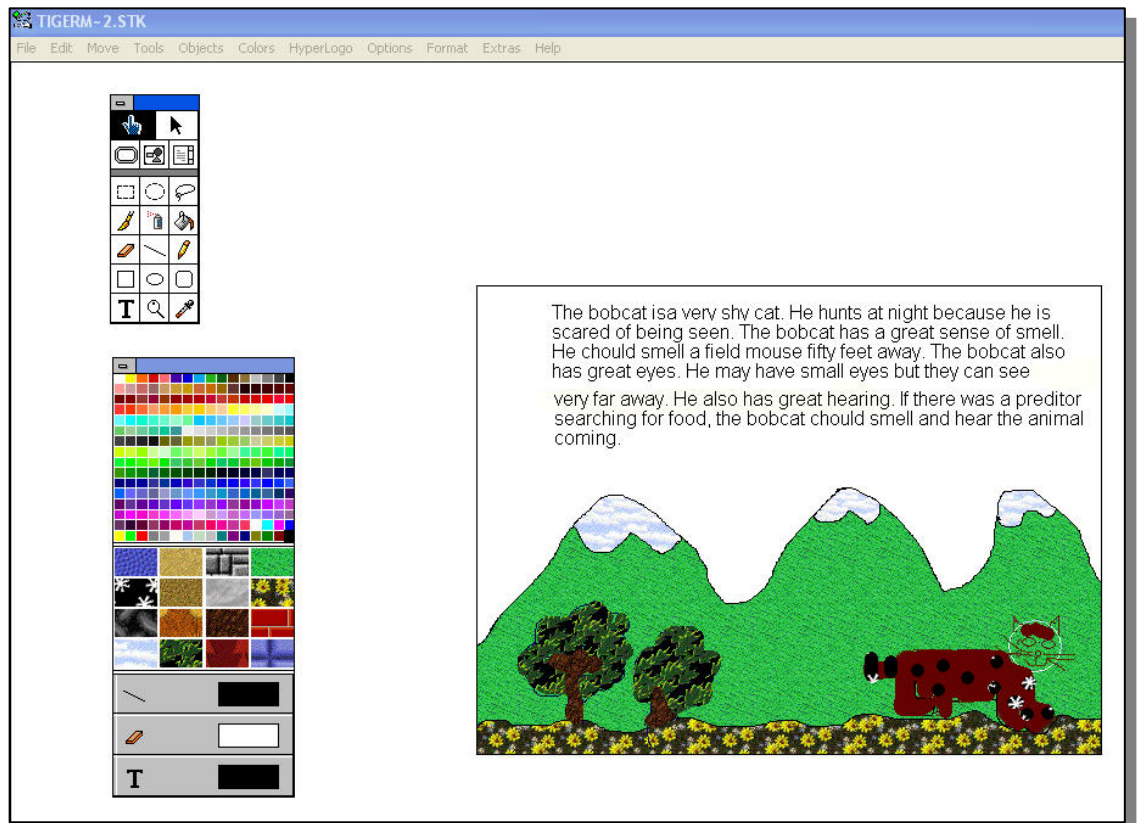 TIGERM-2.STK
File Edit Move Tools Objects Colors HyperLogo Options Format Extras Help
T
The bobcat isa very shy cat. He hunts at night because he is
scared of being seen. The bobcat has a great sense of smell.
He chould smell a field mouse fifty feet away. The bobcat also
has great eyes. He may have small eyes but they can see
very far away. He also has great hearing. If there was a preditor
searching for food, the bobcat chould smell and hear the animal
coming.
T